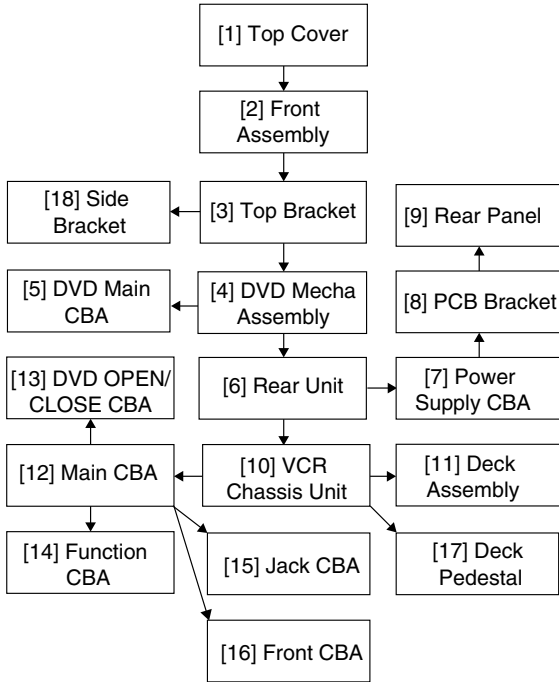 [1] Top Cover
[2] Front
Assembly
[18] Side
Bracket
[3] Top Bracket
[9] Rear Panel
[5] DVD Main
CBA
[4] DVD Mecha
Assembly
[8] PCB Bracket
[13] DVD OPEN/
CLOSE CBA
[6] Rear Unit
[7] Power
Supply CBA
[12] Main CBA
[10] VCR
Chassis Unit
[11] Deck
Assembly
[14] Function
CBA
[15] Jack CBA
[17] Deck
Pedestal
[16] Front CBA